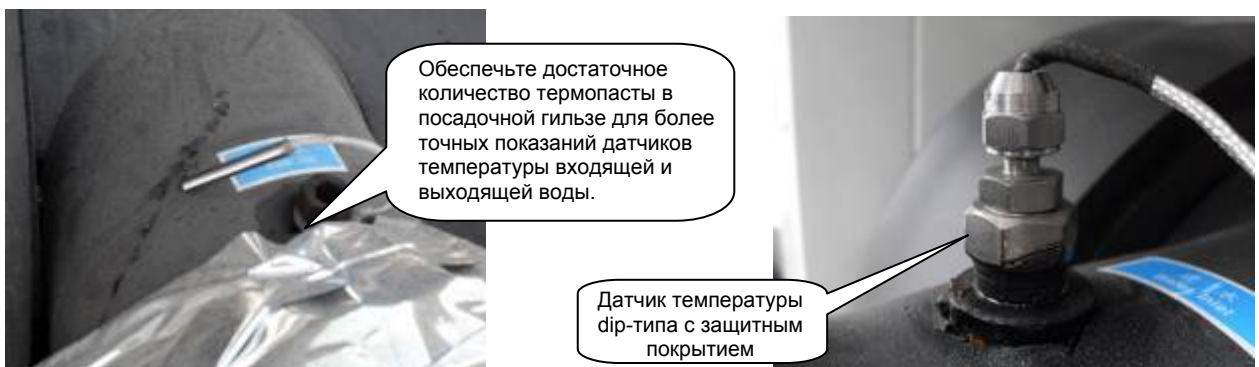 Обеспечьте достаточное
количество термопасты в
посадочной гильзе для более
точных показаний датчиков
температуры входящей и
выходящей воды.
Датчик температуры
dip-типа с защитным
покрытием
Inlet